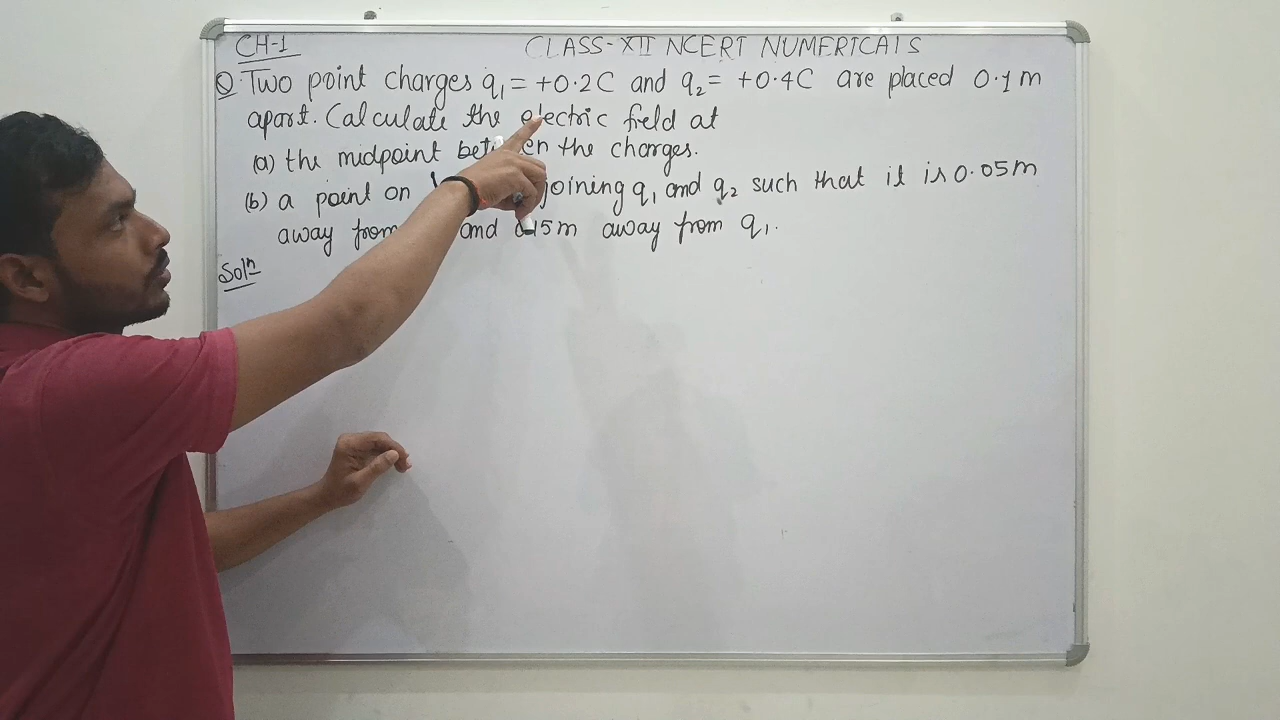 CH-1
CLASS-XII NCERT NUMERICALS
Q Two point charges q₁ = +0.2C and q₂ = +0.4C are placed 0.1m
apart. Calculate the electric field at
(a) the midpoint between the charges.
(b) a point on joining q₁ and q₂ such that it is 0.05m
away from and 0.15m away from q₁.
Solⁿ